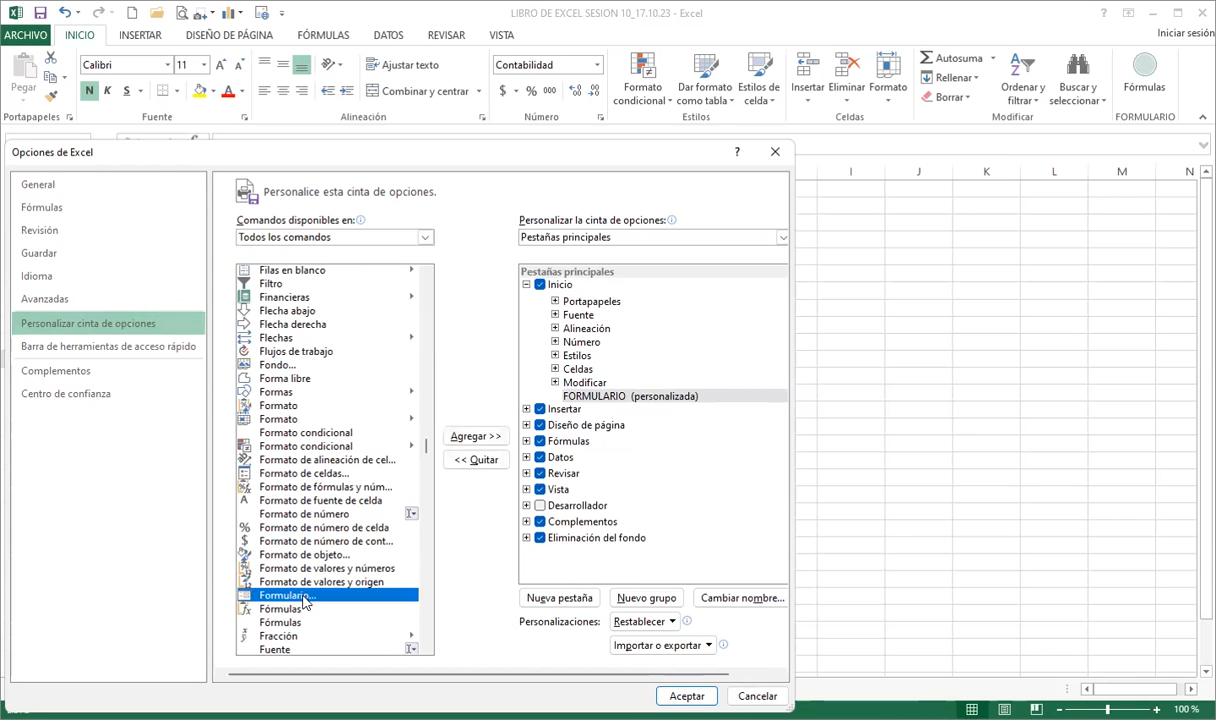 LIBRO DE EXCEL SESION 10_17.10.23 - Excel
ARCHIVO INICIO INSERTAR DISEÑO DE PÁGINA FÓRMULAS DATOS REVISAR VISTA Iniciar sesión
Pegar
Calibri 11
N K S
Ajustar texto
Combinar y centrar
Contabilidad
$ % 000
Formato condicional
Dar formato como tabla
Estilos de celda
Insertar Eliminar Formato
Autosuma
Rellenar
Borrar
Ordenar y filtrar
Buscar y seleccionar
Fórmulas
Portapapeles Fuente Alineación Número Estilos Celdas Modificar FORMULARIO
Opciones de Excel
I J K L M N
General
Fórmulas
Revisión
Guardar
Idioma
Avanzadas
Personalizar cinta de opciones
Barra de herramientas de acceso rápido
Complementos
Centro de confianza
Personalice esta cinta de opciones.
Comandos disponibles en:
Todos los comandos
Filas en blanco
Filtro
Financieras
Flecha abajo
Flecha derecha
Flechas
Flujos de trabajo
Fondo...
Forma libre
Formas
Formato
Formato
Formato condicional
Formato condicional
Formato de alineación de cel...
Formato de celdas...
Formato de fórmulas y núm...
Formato de fuente de celda
Formato de número
Formato de número de celda
Formato de número de cont...
Formato de objeto...
Formato de valores y números
Formato de valores y origen
Formulario...
Fórmulas
Fórmulas
Fracción
Fuente
Agregar >>
<< Quitar
Personalizar la cinta de opciones:
Pestañas principales
Pestañas principales
Inicio
Portapapeles
Fuente
Alineación
Número
Estilos
Celdas
Modificar
FORMULARIO (personalizada)
Insertar
Diseño de página
Fórmulas
Datos
Revisar
Vista
Desarrollador
Complementos
Eliminación del fondo
Nueva pestaña Nuevo grupo Cambiar nombre...
Personalizaciones: Restablecer
Importar o exportar
Aceptar Cancelar
100 %